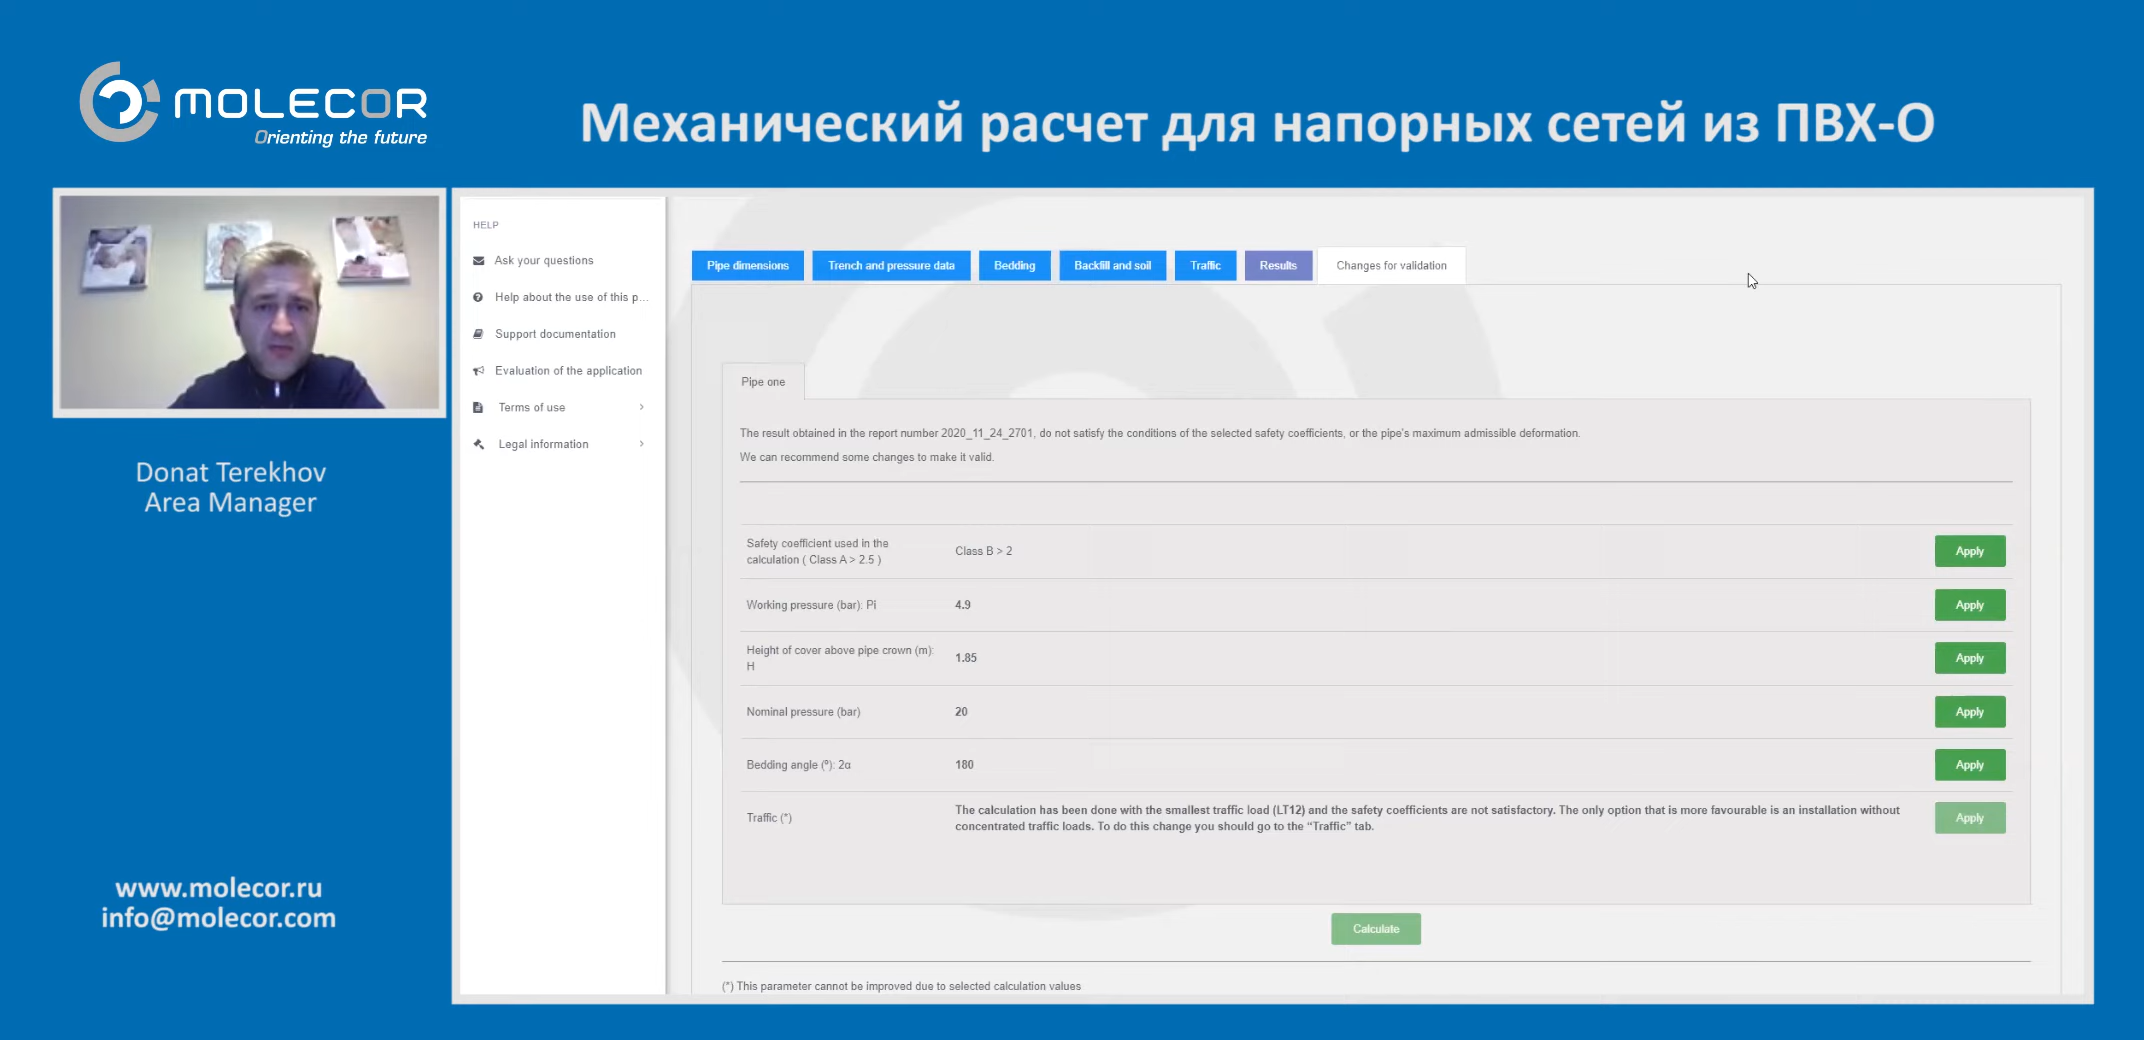 MOLECOR
Orienting the future
Механический расчет для напорных сетей из ПВХ-О
Donat Terekhov
Area Manager
www.molecor.ru
info@molecor.com
HELP
Ask your questions
Help about the use of this p...
Support documentation
Evaluation of the application
Terms of use
Legal information
Pipe dimensions
Trench and pressure data
Bedding
Backfill and soil
Traffic
Results
Changes for validation
Pipe one
The result obtained in the report number 2020_11_24_2701, do not satisfy the conditions of the selected safety coefficients, or the pipe's maximum admissible deformation.
We can recommend some changes to make it valid.
Safety coefficient used in the
calculation ( Class A > 2.5 )
Class B > 2
Apply
Working pressure (bar): Pi
4.9
Apply
Height of cover above pipe crown (m):
H
1.85
Apply
Nominal pressure (bar)
20
Apply
Bedding angle (º): 2α
180
Apply
Traffic (*)
The calculation has been done with the smallest traffic load (LT12) and the safety coefficients are not satisfactory. The only option that is more favourable is an installation without
concentrated traffic loads. To do this change you should go to the “Traffic” tab.
Apply
Calculate
(*) This parameter cannot be improved due to selected calculation values